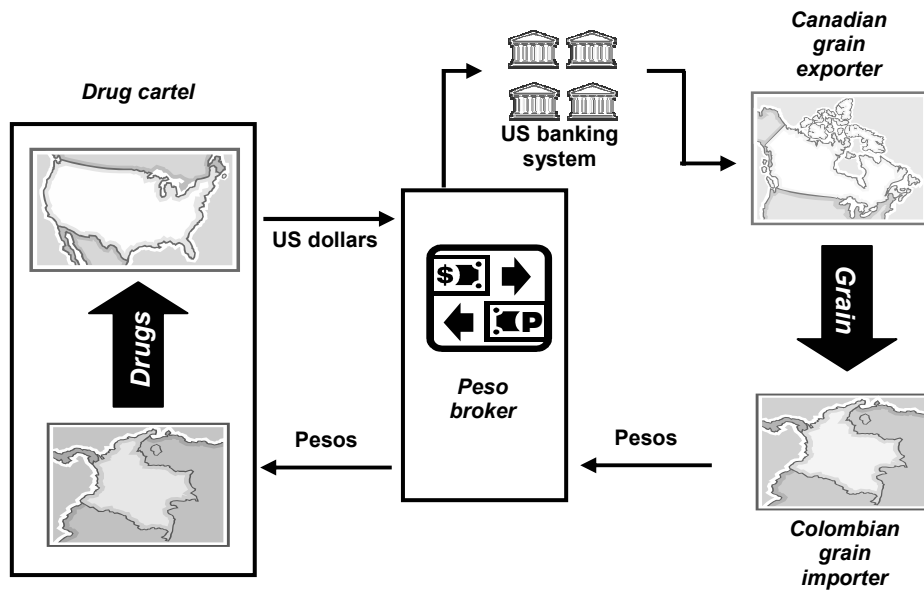 Drug cartel
US banking
system
Canadian
grain
exporter
US dollars
$
P
Peso
broker
Drugs
Grain
Pesos
Pesos
Colombian
grain
importer